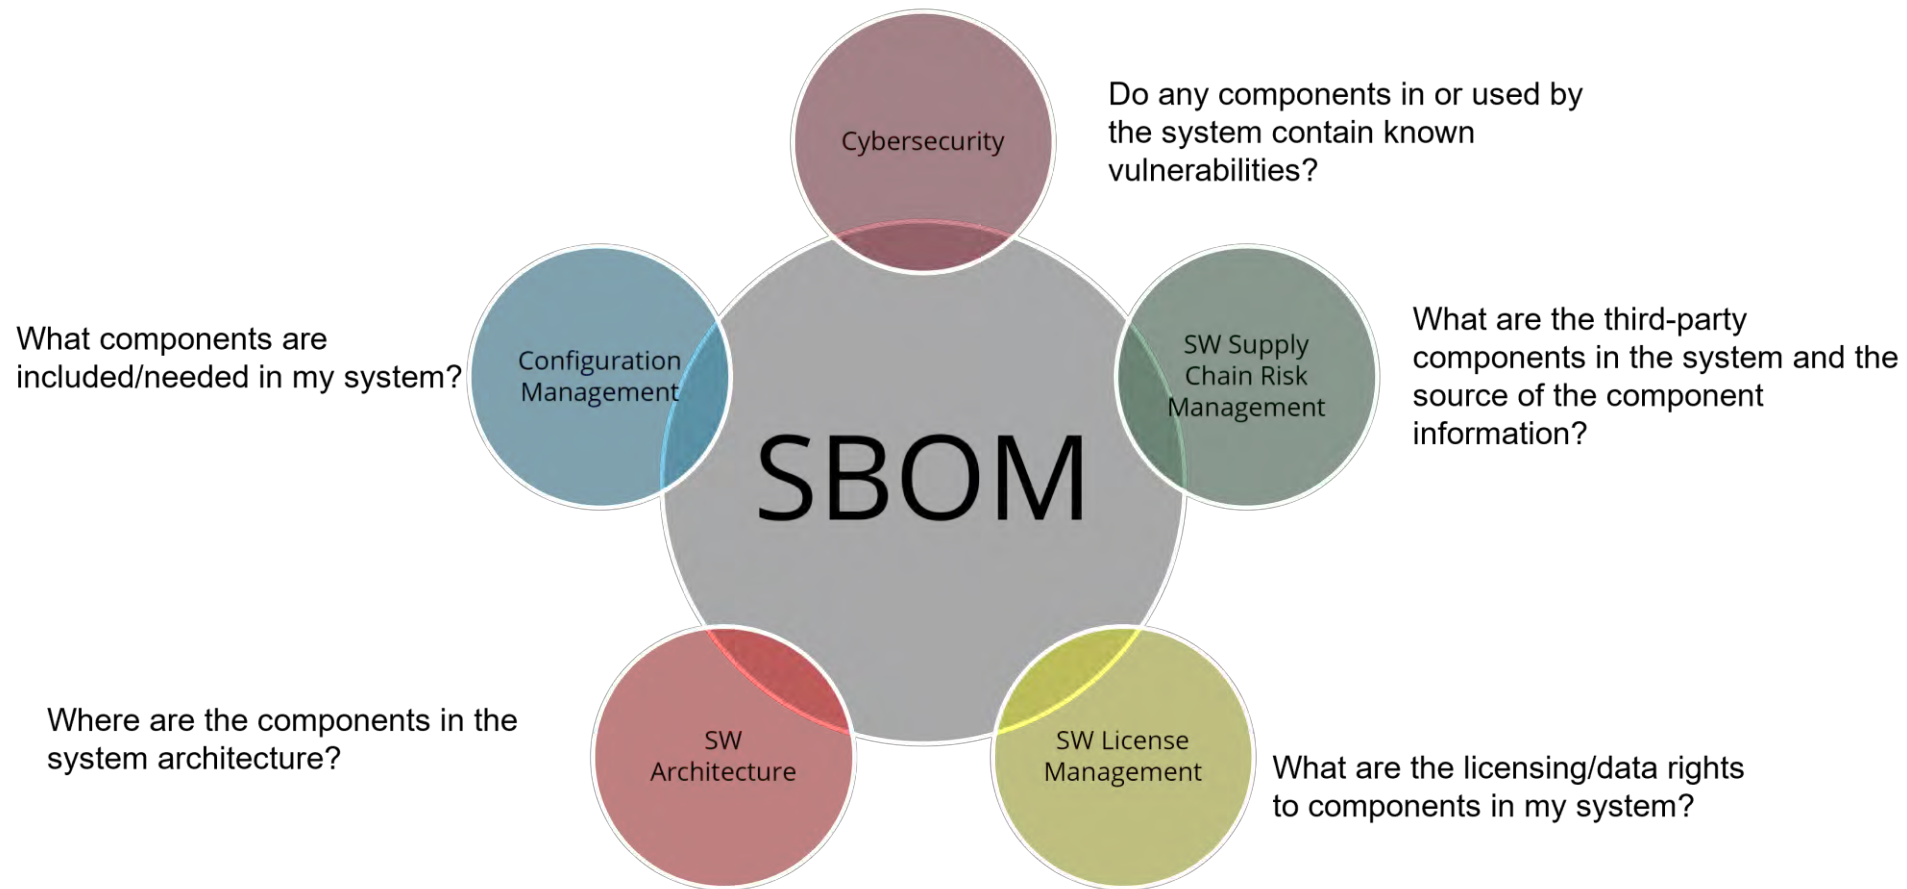 Cybersecurity
Do any components in or used by
the system contain known
vulnerabilities?
What components are
included/needed in my system?
Configuration
Management
SW Supply
Chain Risk
Management
What are the third-party
components in the system and the
source of the component
information?
SBOM
Where are the components in the
system architecture?
SW
Architecture
SW License
Management
What are the licensing/data rights
to components in my system?